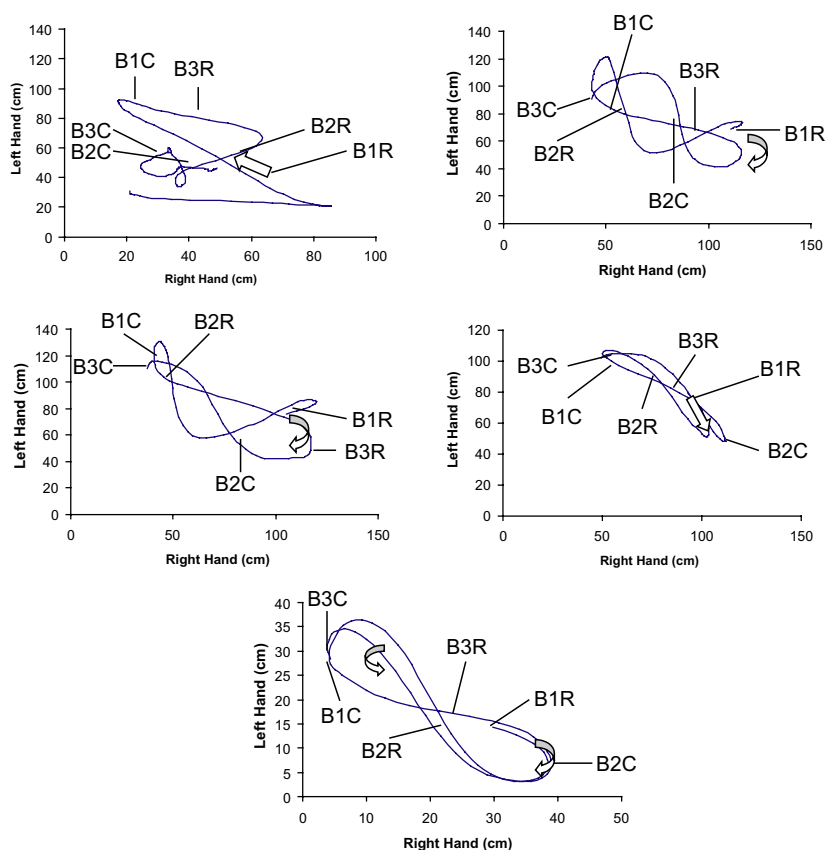 140
120
100
80
60
40
20
0
Left Hand (cm)
B1C
B3R
B3C
B2C
B2R
B1R
0 20 40 60 80 100
Right Hand (cm)
140
120
100
80
60
40
20
0
Left Hand (cm)
B1C
B3R
B3C
B2R
B1R
B2C
0 50 100 150
Right Hand (cm)
140
120
100
80
60
40
20
0
Left Hand (cm)
B1C
B2R
B3C
B1R
B3R
B2C
0 50 100 150
Right Hand (cm)
120
100
80
60
40
20
0
Left Hand (cm)
B3C
B3R
B1R
B1C
B2R
B2C
0 50 100 150
Right Hand (cm)
40
35
30
25
20
15
10
5
0
Left Hand (cm)
B3C
B3R
B1R
B1C
B2R
B2C
0 10 20 30 40 50
Right Hand (cm)